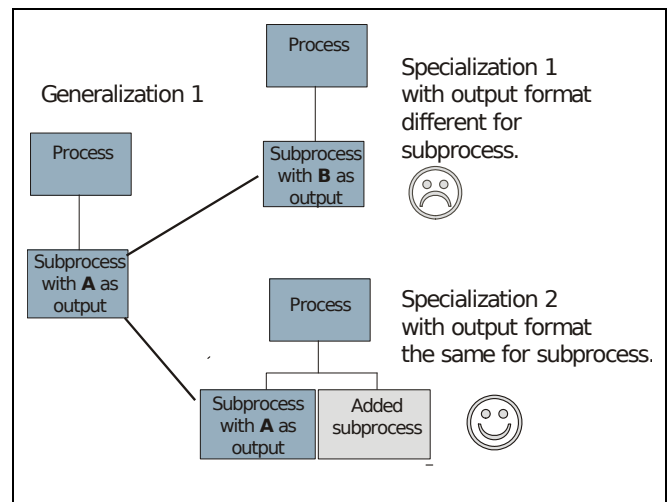 Generalization 1
Process
Subprocess
with A as
output
Process
Subprocess
with B as
output
Specialization 1
with output format
different for
subprocess.
Process
Subprocess
with A as
output
Added
subprocess
Specialization 2
with output format
the same for subprocess.